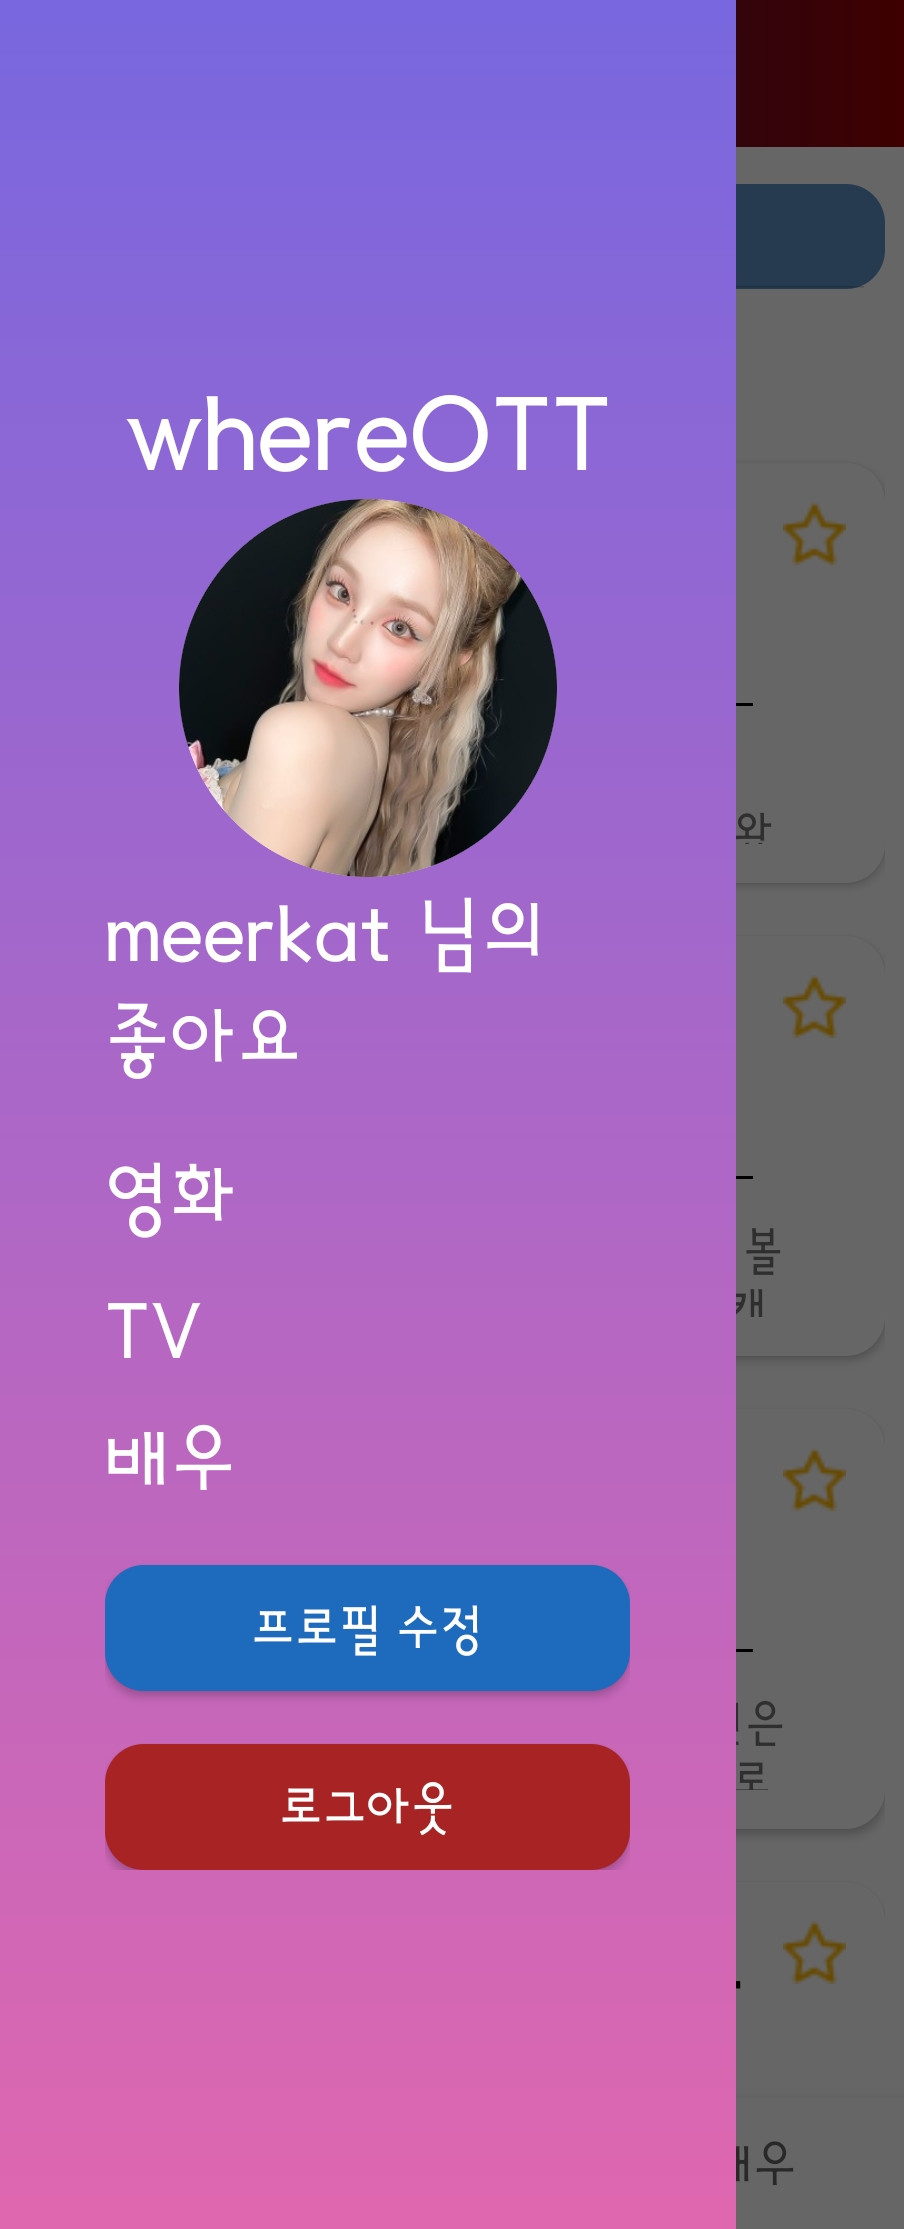 whereOTT
meerkat 님의
좋아요
영화
TV
배우
프로필 수정
로그아웃
와
볼
캐
은
로
배우